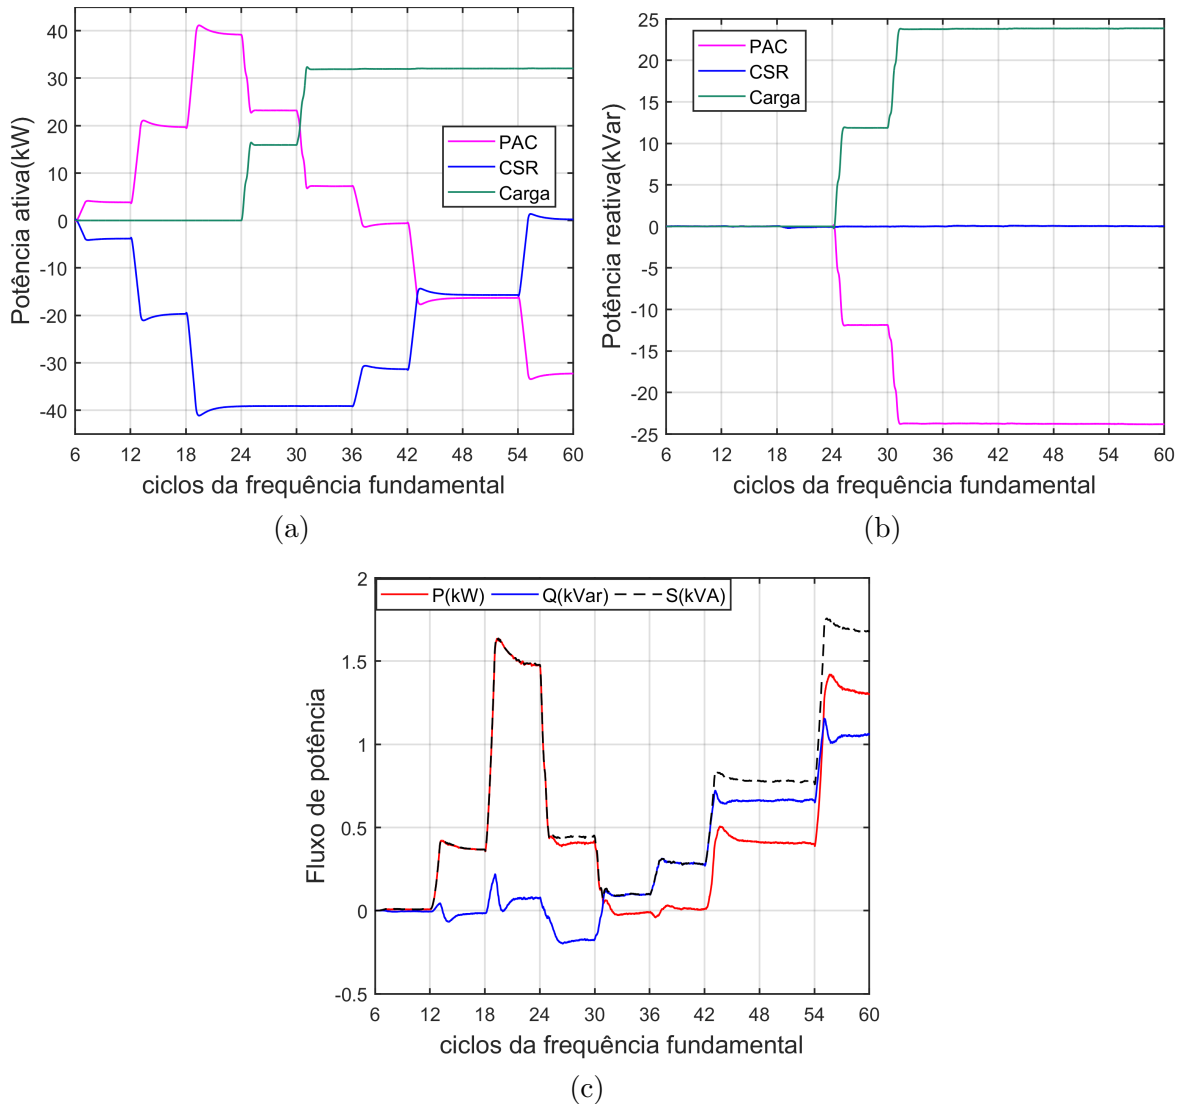 40
30
20
10
0
-10
-20
-30
-40
Potência ativa(kW)
PAC
CSR
Carga
6 12 18 24 30 36 42 48 54 60
ciclos da frequência fundamental
(a)
25
20
15
10
5
0
-5
-10
-15
-20
-25
Potência reativa(kVar)
PAC
CSR
Carga
6 12 18 24 30 36 42 48 54 60
ciclos da frequência fundamental
(b)
2
1.5
1
0.5
0
-0.5
Fluxo de potência
P(kW) Q(kVar) S(kVA)
6 12 18 24 30 36 42 48 54 60
ciclos da frequência fundamental
(c)